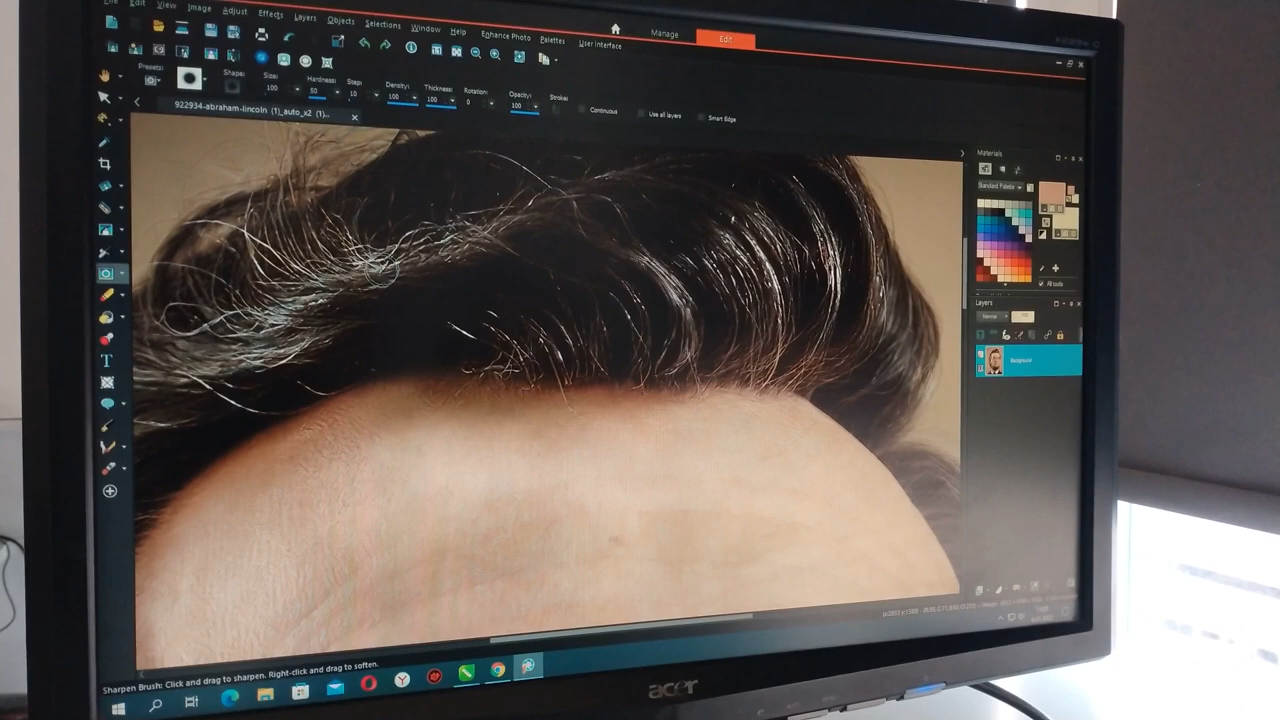 File Edit View Image Adjust Effects Layers Objects Selections Window Help Enhance Photo Palettes User Interface
Manage
Edit
Presets:
Shape:
Size:
100
Hardness:
50
Step:
10
Density:
100
Thickness:
100
Rotation:
0
Opacity:
100
Stroke:
Continuous
Use all layers
Smart Edge
922934-abraham-lincoln (1)_auto_x2 (1)...
Materials
Standard Palette
All tools
Layers
Normal
Background
T
Sharpen Brush: Click and drag to sharpen. Right-click and drag to soften.
acer